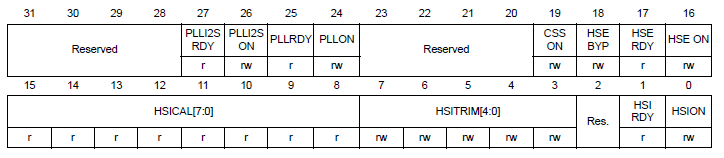 31 30 29 28 27 26 25 24 23 22 21 20 19 18 17 16
Reserved PLLI2S RDY PLLI2S ON PLLRDY PLLON Reserved CSS ON HSE BYP HSE RDY HSE ON
r rw r rw rw rw r rw
15 14 13 12 11 10 9 8 7 6 5 4 3 2 1 0
HSICAL[7:0] HSITRIM[4:0] Res. HSI RDY HSION
r r r r r r r r rw rw rw rw rw r rw